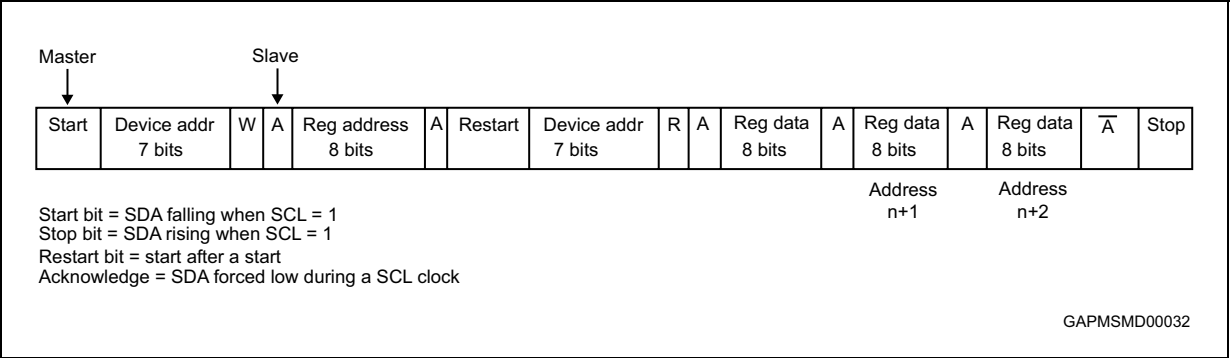 Master Slave
Start Device addr W A Reg address A Restart Device addr R A Reg data A Reg data A Reg data A̅ Stop
7 bits 8 bits 7 bits 8 bits 8 bits 8 bits
Address Address
n+1 n+2
Start bit = SDA falling when SCL = 1
Stop bit = SDA rising when SCL = 1
Restart bit = start after a start
Acknowledge = SDA forced low during a SCL clock
GAPMSMD00032